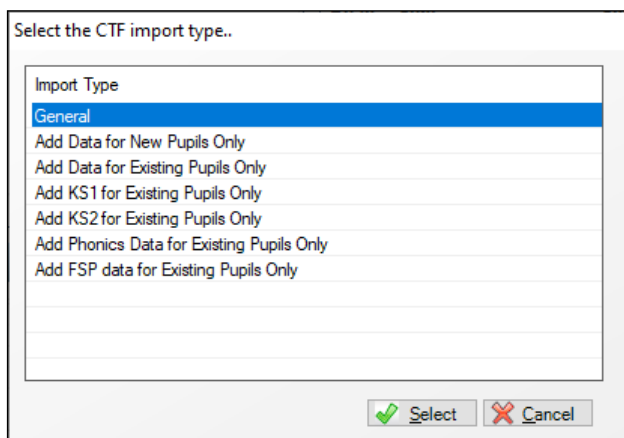 Select the CTF import type..
Import Type
General
Add Data for New Pupils Only
Add Data for Existing Pupils Only
Add KS1 for Existing Pupils Only
Add KS2 for Existing Pupils Only
Add Phonics Data for Existing Pupils Only
Add FSP data for Existing Pupils Only
Select Cancel